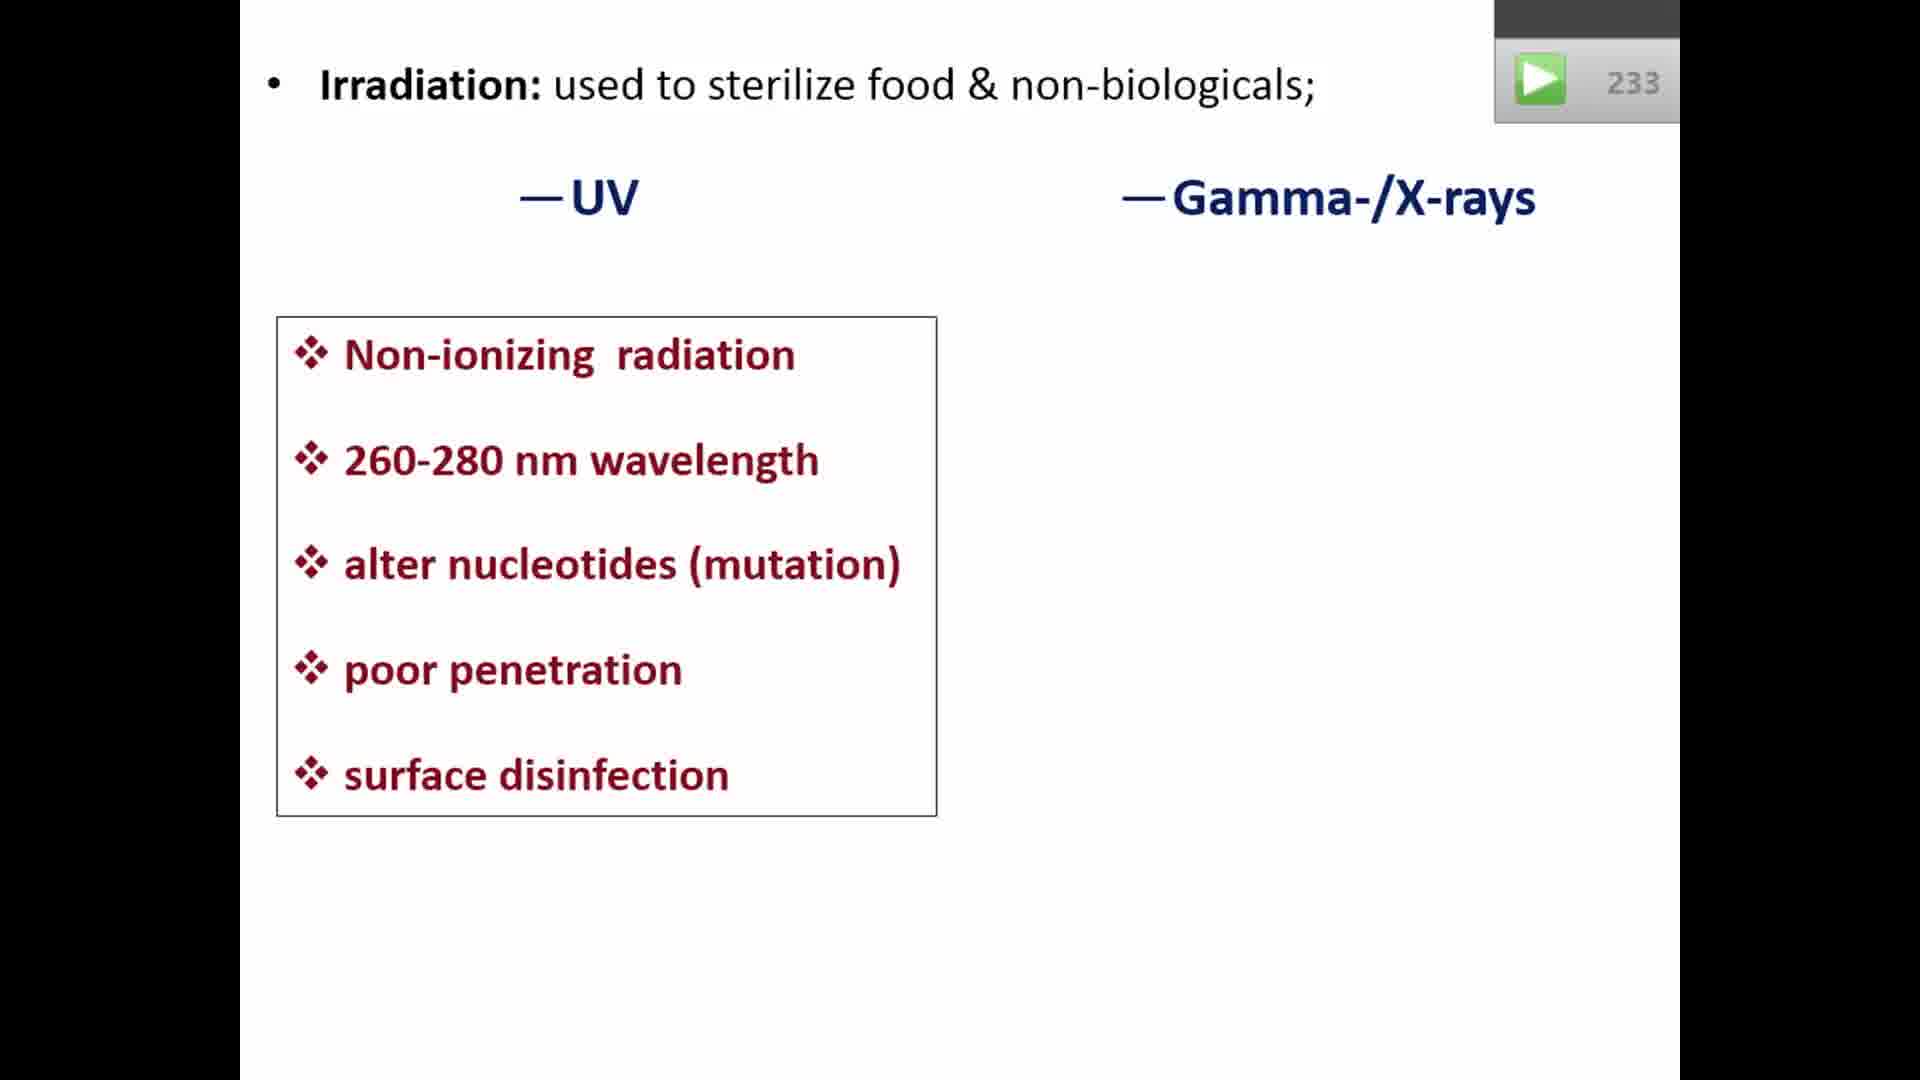 • Irradiation: used to sterilize food & non-biologicals;
233
—UV
—Gamma-/X-rays
❖ Non-ionizing radiation
❖ 260-280 nm wavelength
❖ alter nucleotides (mutation)
❖ poor penetration
❖ surface disinfection